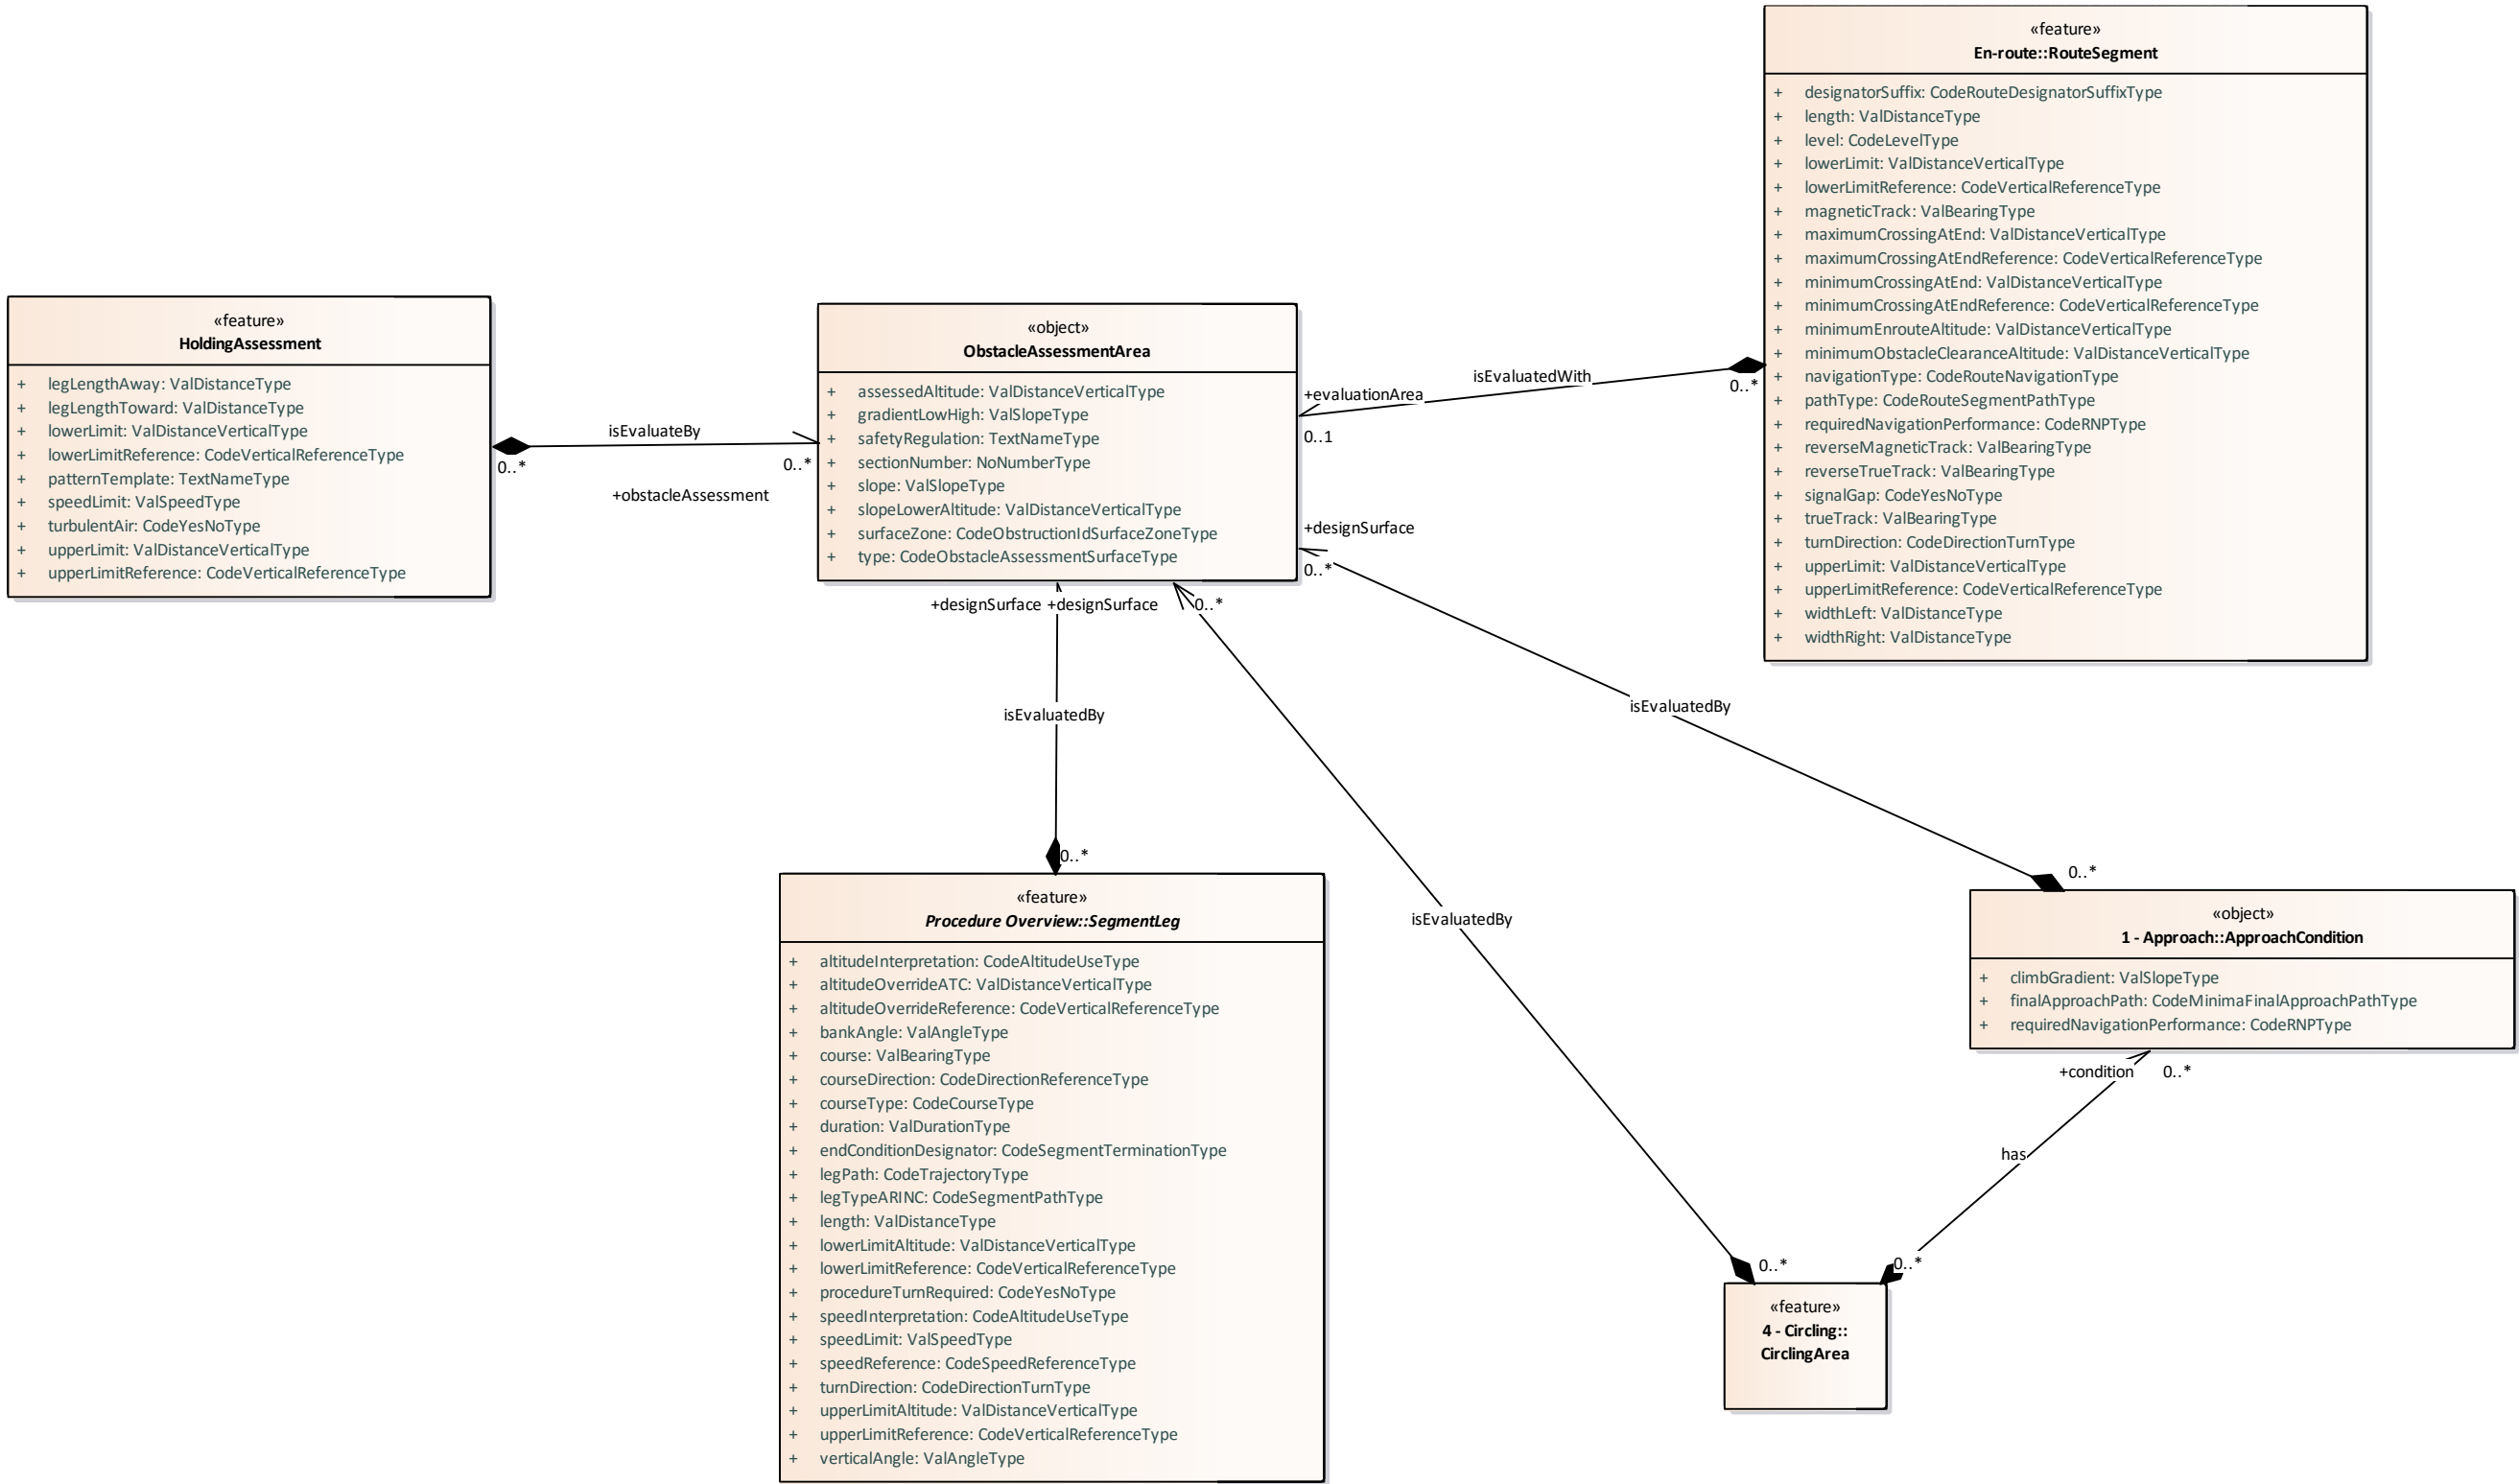 «feature»
En-route::RouteSegment
+ designatorSuffix: CodeRouteDesignatorSuffixType
+ length: ValDistanceType
+ level: CodeLevelType
+ lowerLimit: ValDistanceVerticalType
+ lowerLimitReference: CodeVerticalReferenceType
+ magneticTrack: ValBearingType
+ maximumCrossingAtEnd: ValDistanceVerticalType
+ maximumCrossingAtEndReference: CodeVerticalReferenceType
+ minimumCrossingAtEnd: ValDistanceVerticalType
+ minimumCrossingAtEndReference: CodeVerticalReferenceType
+ minimumEnrouteAltitude: ValDistanceVerticalType
+ minimumObstacleClearanceAltitude: ValDistanceVerticalType
+ navigationType: CodeRouteNavigationType
+ pathType: CodeRouteSegmentPathType
+ requiredNavigationPerformance: CodeRNPType
+ reverseMagneticTrack: ValBearingType
+ reverseTrueTrack: ValBearingType
+ signalGap: CodeYesNoType
+ trueTrack: ValBearingType
+ turnDirection: CodeDirectionTurnType
+ upperLimit: ValDistanceVerticalType
+ upperLimitReference: CodeVerticalReferenceType
+ widthLeft: ValDistanceType
+ widthRight: ValDistanceType
«feature»
HoldingAssessment
+ legLengthAway: ValDistanceType
+ legLengthToward: ValDistanceType
+ lowerLimit: ValDistanceVerticalType
+ lowerLimitReference: CodeVerticalReferenceType
+ patternTemplate: TextNameType
+ speedLimit: ValSpeedType
+ turbulentAir: CodeYesNoType
+ upperLimit: ValDistanceVerticalType
+ upperLimitReference: CodeVerticalReferenceType
isEvaluateBy
0..*
0..*
+obstacleAssessment
«object»
ObstacleAssessmentArea
+ assessedAltitude: ValDistanceVerticalType
+ gradientLowHigh: ValSlopeType
+ safetyRegulation: TextNameType
+ sectionNumber: NoNumberType
+ slope: ValSlopeType
+ slopeLowerAltitude: ValDistanceVerticalType
+ surfaceZone: CodeObstructionIdSurfaceZoneType
+ type: CodeObstacleAssessmentSurfaceType
isEvaluatedWith
0..*
+evaluationArea
0..1
+designSurface
0..*
+designSurface +designSurface
0..*
isEvaluatedBy
isEvaluatedBy
isEvaluatedBy
0..*
«feature»
Procedure Overview::SegmentLeg
+ altitudeInterpretation: CodeAltitudeUseType
+ altitudeOverrideATC: ValDistanceVerticalType
+ altitudeOverrideReference: CodeVerticalReferenceType
+ bankAngle: ValAngleType
+ course: ValBearingType
+ courseDirection: CodeDirectionReferenceType
+ courseType: CodeCourseType
+ duration: ValDurationType
+ endConditionDesignator: CodeSegmentTerminationType
+ legPath: CodeTrajectoryType
+ legTypeARINC: CodeSegmentPathType
+ length: ValDistanceType
+ lowerLimitAltitude: ValDistanceVerticalType
+ lowerLimitReference: CodeVerticalReferenceType
+ procedureTurnRequired: CodeYesNoType
+ speedInterpretation: CodeAltitudeUseType
+ speedLimit: ValSpeedType
+ speedReference: CodeSpeedReferenceType
+ turnDirection: CodeDirectionTurnType
+ upperLimitAltitude: ValDistanceVerticalType
+ upperLimitReference: CodeVerticalReferenceType
+ verticalAngle: ValAngleType
0..*
«object»
1 - Approach::ApproachCondition
+ climbGradient: ValSlopeType
+ finalApproachPath: CodeMinimaFinalApproachPathType
+ requiredNavigationPerformance: CodeRNPType
+condition
0..*
has
0..*
0..*
«feature»
4 - Circling::
CirclingArea